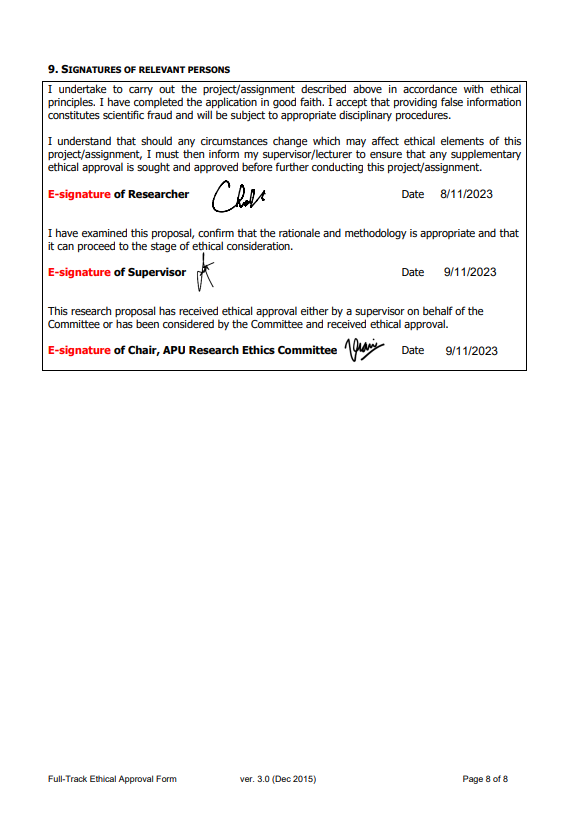 9. SIGNATURES OF RELEVANT PERSONS
I undertake to carry out the project/assignment described above in accordance with ethical
principles. I have completed the application in good faith. I accept that providing false information
constitutes scientific fraud and will be subject to appropriate disciplinary procedures.
I understand that should any circumstances change which may affect ethical elements of this
project/assignment, I must then inform my supervisor/lecturer to ensure that any supplementary
ethical approval is sought and approved before further conducting this project/assignment.
E-signature of Researcher Date 8/11/2023
I have examined this proposal, confirm that the rationale and methodology is appropriate and that
it can proceed to the stage of ethical consideration.
E-signature of Supervisor Date 9/11/2023
This research proposal has received ethical approval either by a supervisor on behalf of the
Committee or has been considered by the Committee and received ethical approval.
E-signature of Chair, APU Research Ethics Committee Date 9/11/2023
Full-Track Ethical Approval Form ver. 3.0 (Dec 2015) Page 8 of 8